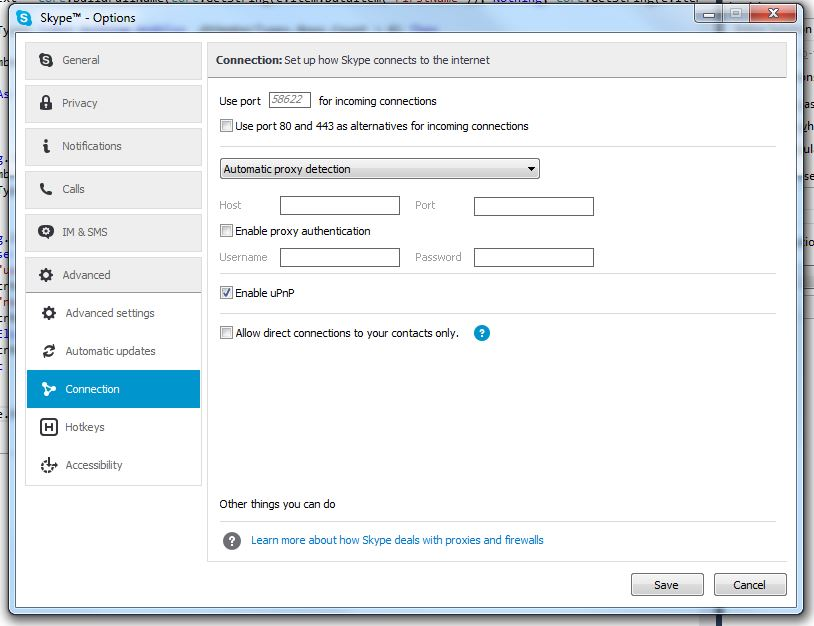 Skype™ - Options
General
Privacy
Notifications
Calls
IM & SMS
Advanced
Advanced settings
Automatic updates
Connection
Hotkeys
Accessibility
Connection: Set up how Skype connects to the internet
Use port 58622 for incoming connections
Use port 80 and 443 as alternatives for incoming connections
Automatic proxy detection
Host Port
Enable proxy authentication
Username Password
Enable uPnP
Allow direct connections to your contacts only. ?
Other things you can do
? Learn more about how Skype deals with proxies and firewalls
Save Cancel